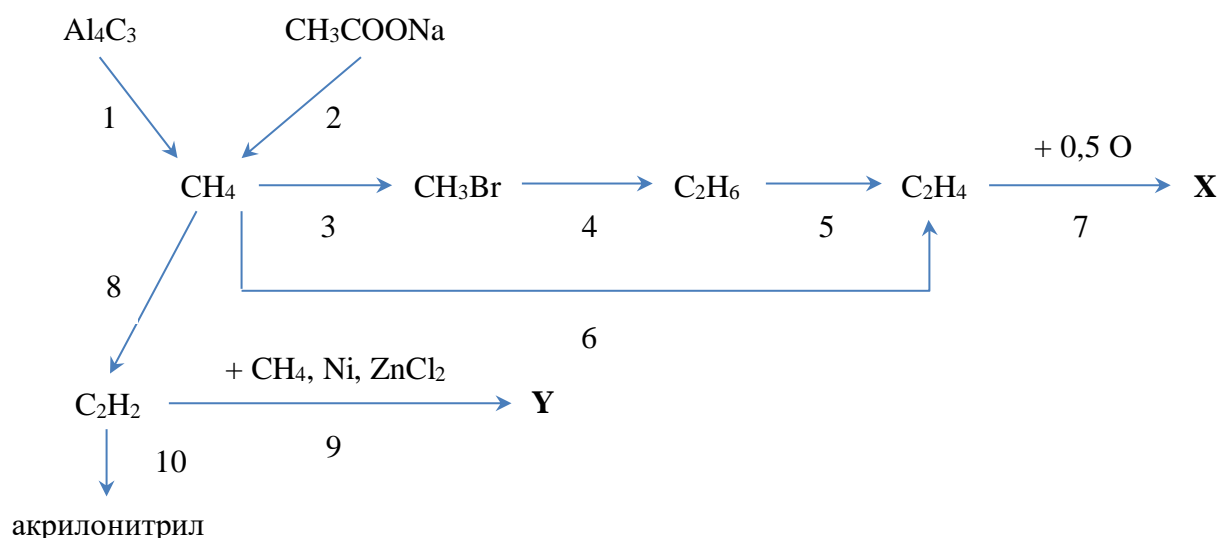 Al₄C₃ CH₃COONa
1 2
+ 0,5 O
CH₄ CH₃Br C₂H₆ C₂H₄ X
3 4 5 7
8
6
+ CH₄, Ni, ZnCl₂
C₂H₂ Y
9
10
акрилонитрил